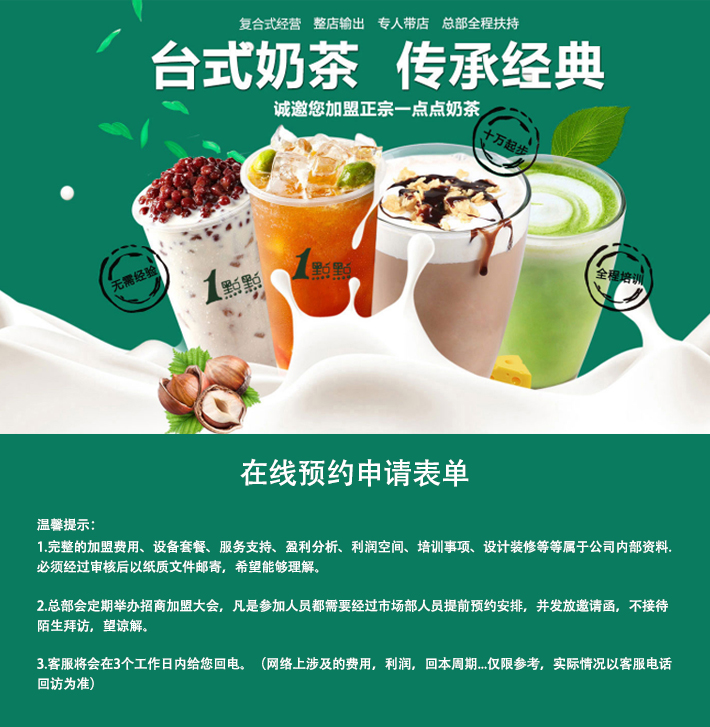 复合式经营 整店输出 专人带店 总部全程扶持
台式奶茶 传承经典
诚邀您加盟正宗一点点奶茶
十万起步
无需经验
1點點
1點點
全程培训
在线预约申请表单
温馨提示：
1.完整的加盟费用、设备套餐、服务支持、盈利分析、利润空间、培训事项、设计装修等等属于公司内部资料.
必须经过审核后以纸质文件邮寄，希望能够理解。
2.总部会定期举办招商加盟大会，凡是参加人员都需要经过市场部人员提前预约安排，并发放邀请函，不接待
陌生拜访，望谅解。
3.客服将会在3个工作日内给您回电。（网络上涉及的费用，利润，回本周期...仅限参考，实际情况以客服电话
回访为准）